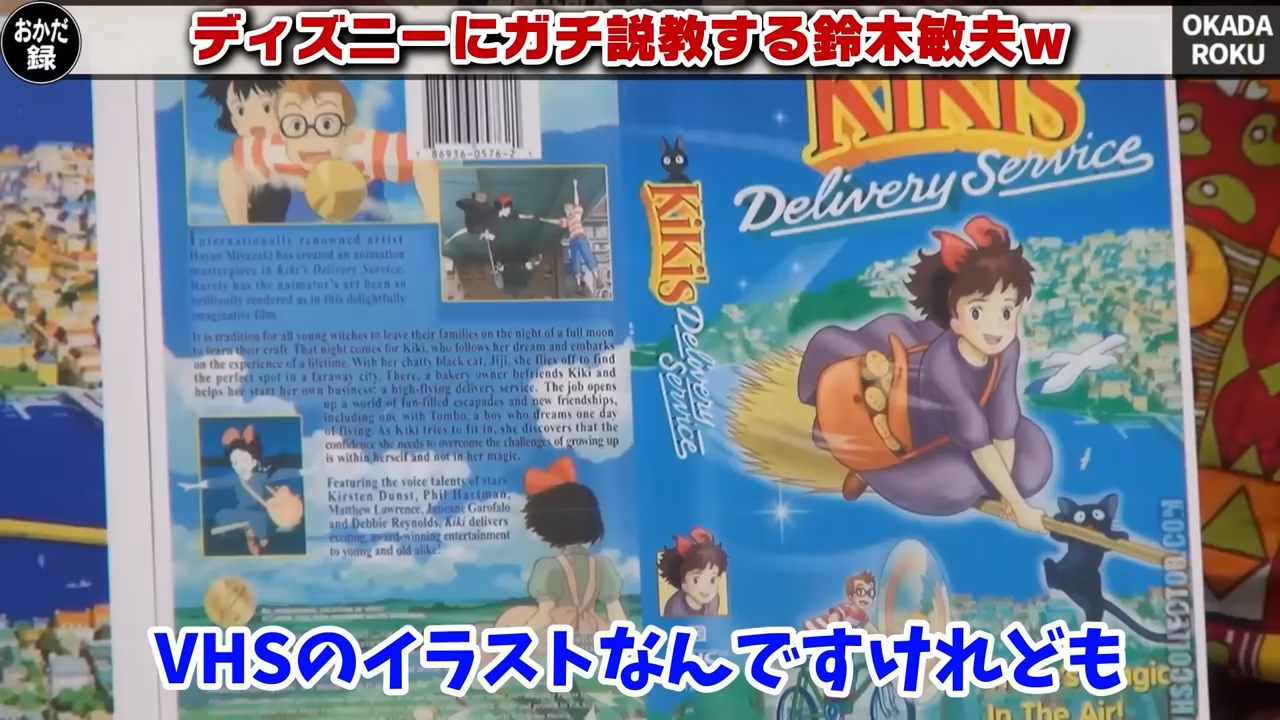 おかだ
録
ディズニーにガチ説教する鈴木敏夫w
OKADA
ROKU
7 86936-0576-2
Internationally renowned artist
Hayao Miyazaki has created an animation
masterpiece in Kiki's Delivery Service.
Rarely has the animator's art been so
brilliantly rendered as in this delightfully
imaginative film.
It is tradition for all young witches to leave their families on the night of a full moon
to learn their craft. That night comes for Kiki, who follows her dream and embarks
on the experience of a lifetime. With her chatty black cat, Jiji, she flies off to find
the perfect spot in a faraway city. There, a bakery owner befriends Kiki and
helps her start her own business: a high-flying delivery service. The job opens
up a world of fun-filled escapades and new friendships,
including one with Tombo, a boy who dreams one day
of flying. As Kiki tries to fit in, she discovers that the
confidence she needs to overcome the challenges of growing up
is within herself and not in her magic.
Featuring the voice talents of stars
Kirsten Dunst, Phil Hartman,
Matthew Lawrence, Janeane Garofalo
and Debbie Reynolds, Kiki delivers
exciting, award-winning entertainment
to young and old alike!
KiKi's
Delivery
Service
KIKI'S
Delivery Service
In The Air!
HSCOLLECTOR.COM
VHSのイラストなんですけれども